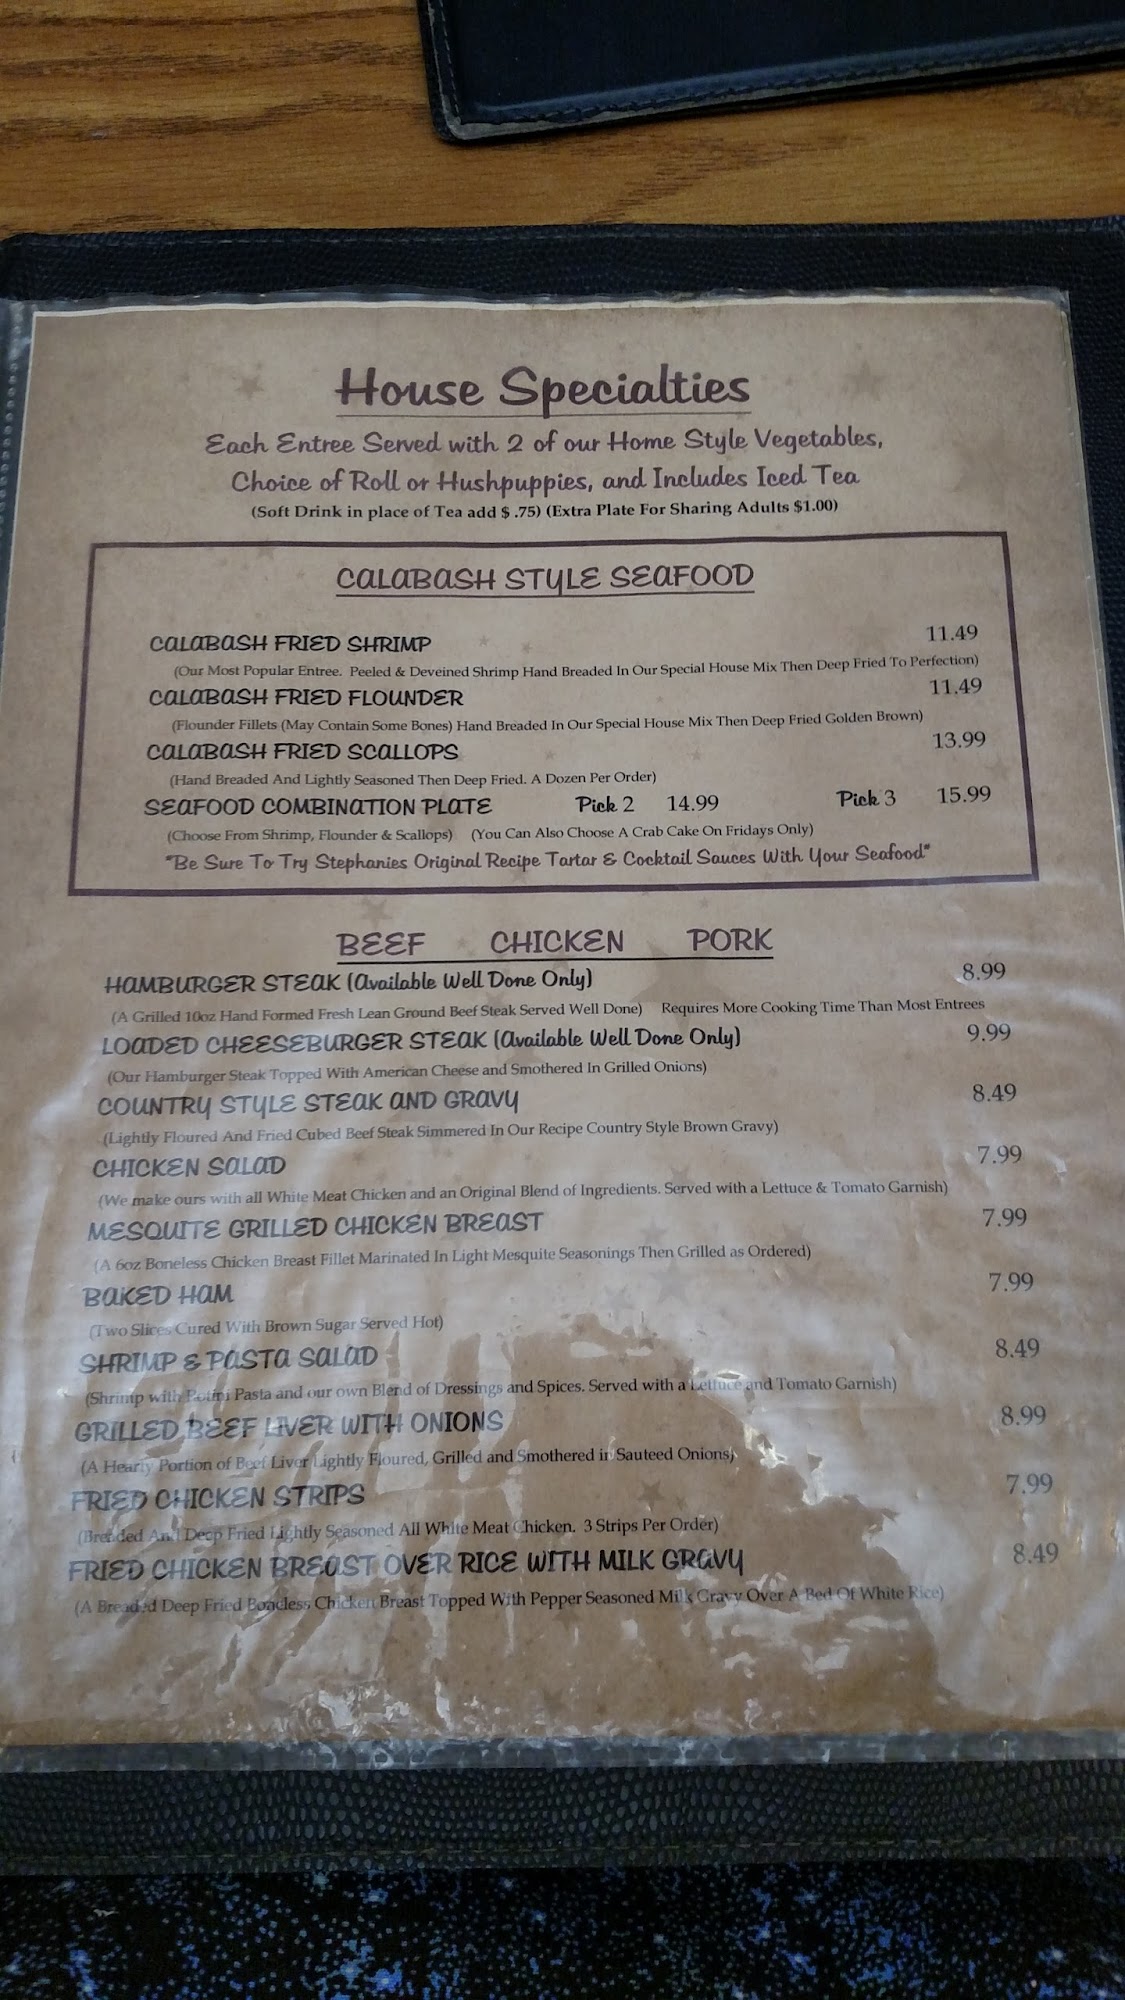 House Specialties
Each Entree Served with 2 of our Home Style Vegetables,
Choice of Roll or Hushpuppies, and Includes Iced Tea
(Soft Drink in place of Tea add $ .75) (Extra Plate For Sharing Adults $1.00)
CALABASH STYLE SEAFOOD
CALABASH FRIED SHRIMP 11.49
(Our Most Popular Entree. Peeled & Deveined Shrimp Hand Breaded In Our Special House Mix Then Deep Fried To Perfection)
CALABASH FRIED FLOUNDER 11.49
(Flounder Fillets (May Contain Some Bones) Hand Breaded In Our Special House Mix Then Deep Fried Golden Brown)
CALABASH FRIED SCALLOPS 13.99
(Hand Breaded And Lightly Seasoned Then Deep Fried. A Dozen Per Order)
SEAFOOD COMBINATION PLATE Pick 2 14.99 Pick 3 15.99
(Choose From Shrimp, Flounder & Scallops) (You Can Also Choose A Crab Cake On Fridays Only)
"Be Sure To Try Stephanies Original Recipe Tartar & Cocktail Sauces With Your Seafood"
BEEF CHICKEN PORK
HAMBURGER STEAK (Available Well Done Only) 8.99
(A Grilled 10oz Hand Formed Fresh Lean Ground Beef Steak Served Well Done) Requires More Cooking Time Than Most Entrees
LOADED CHEESEBURGER STEAK (Available Well Done Only) 9.99
(Our Hamburger Steak Topped With American Cheese and Smothered In Grilled Onions)
COUNTRY STYLE STEAK AND GRAVY 8.49
(Lightly Floured And Fried Cubed Beef Steak Simmered In Our Recipe Country Style Brown Gravy)
CHICKEN SALAD 7.99
(We make ours with all White Meat Chicken and an Original Blend of Ingredients. Served with a Lettuce & Tomato Garnish)
MESQUITE GRILLED CHICKEN BREAST 7.99
(A 6oz Boneless Chicken Breast Fillet Marinated In Light Mesquite Seasonings Then Grilled as Ordered)
BAKED HAM 7.99
(Two Slices Cured With Brown Sugar Served Hot)
SHRIMP & PASTA SALAD 8.49
(Shrimp with Rotini Pasta and our own Blend of Dressings and Spices. Served with a Lettuce and Tomato Garnish)
GRILLED BEEF LIVER WITH ONIONS 8.99
(A Hearty Portion of Beef Liver Lightly Floured, Grilled and Smothered in Sauteed Onions)
FRIED CHICKEN STRIPS 7.99
(Breaded And Deep Fried Lightly Seasoned All White Meat Chicken. 3 Strips Per Order)
FRIED CHICKEN BREAST OVER RICE WITH MILK GRAVY 8.49
(A Breaded Deep Fried Boneless Chicken Breast Topped With Pepper Seasoned Milk Gravy Over A Bed Of White Rice)